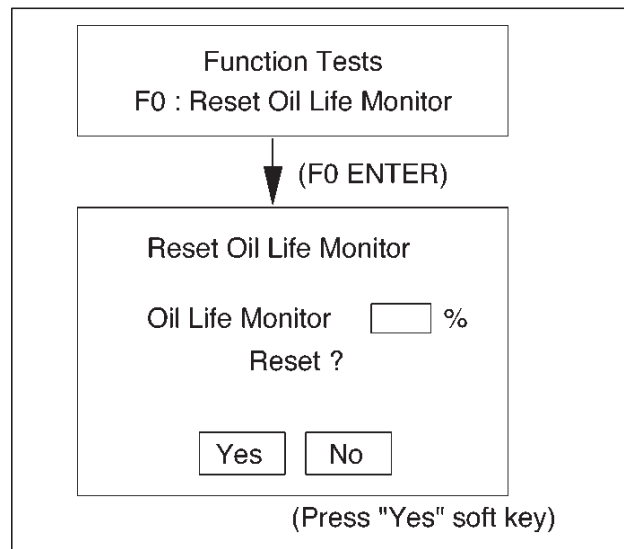 Function Tests
F0 : Reset Oil Life Monitor
(F0 ENTER)
Reset Oil Life Monitor
Oil Life Monitor %
Reset ?
Yes No
(Press "Yes" soft key)